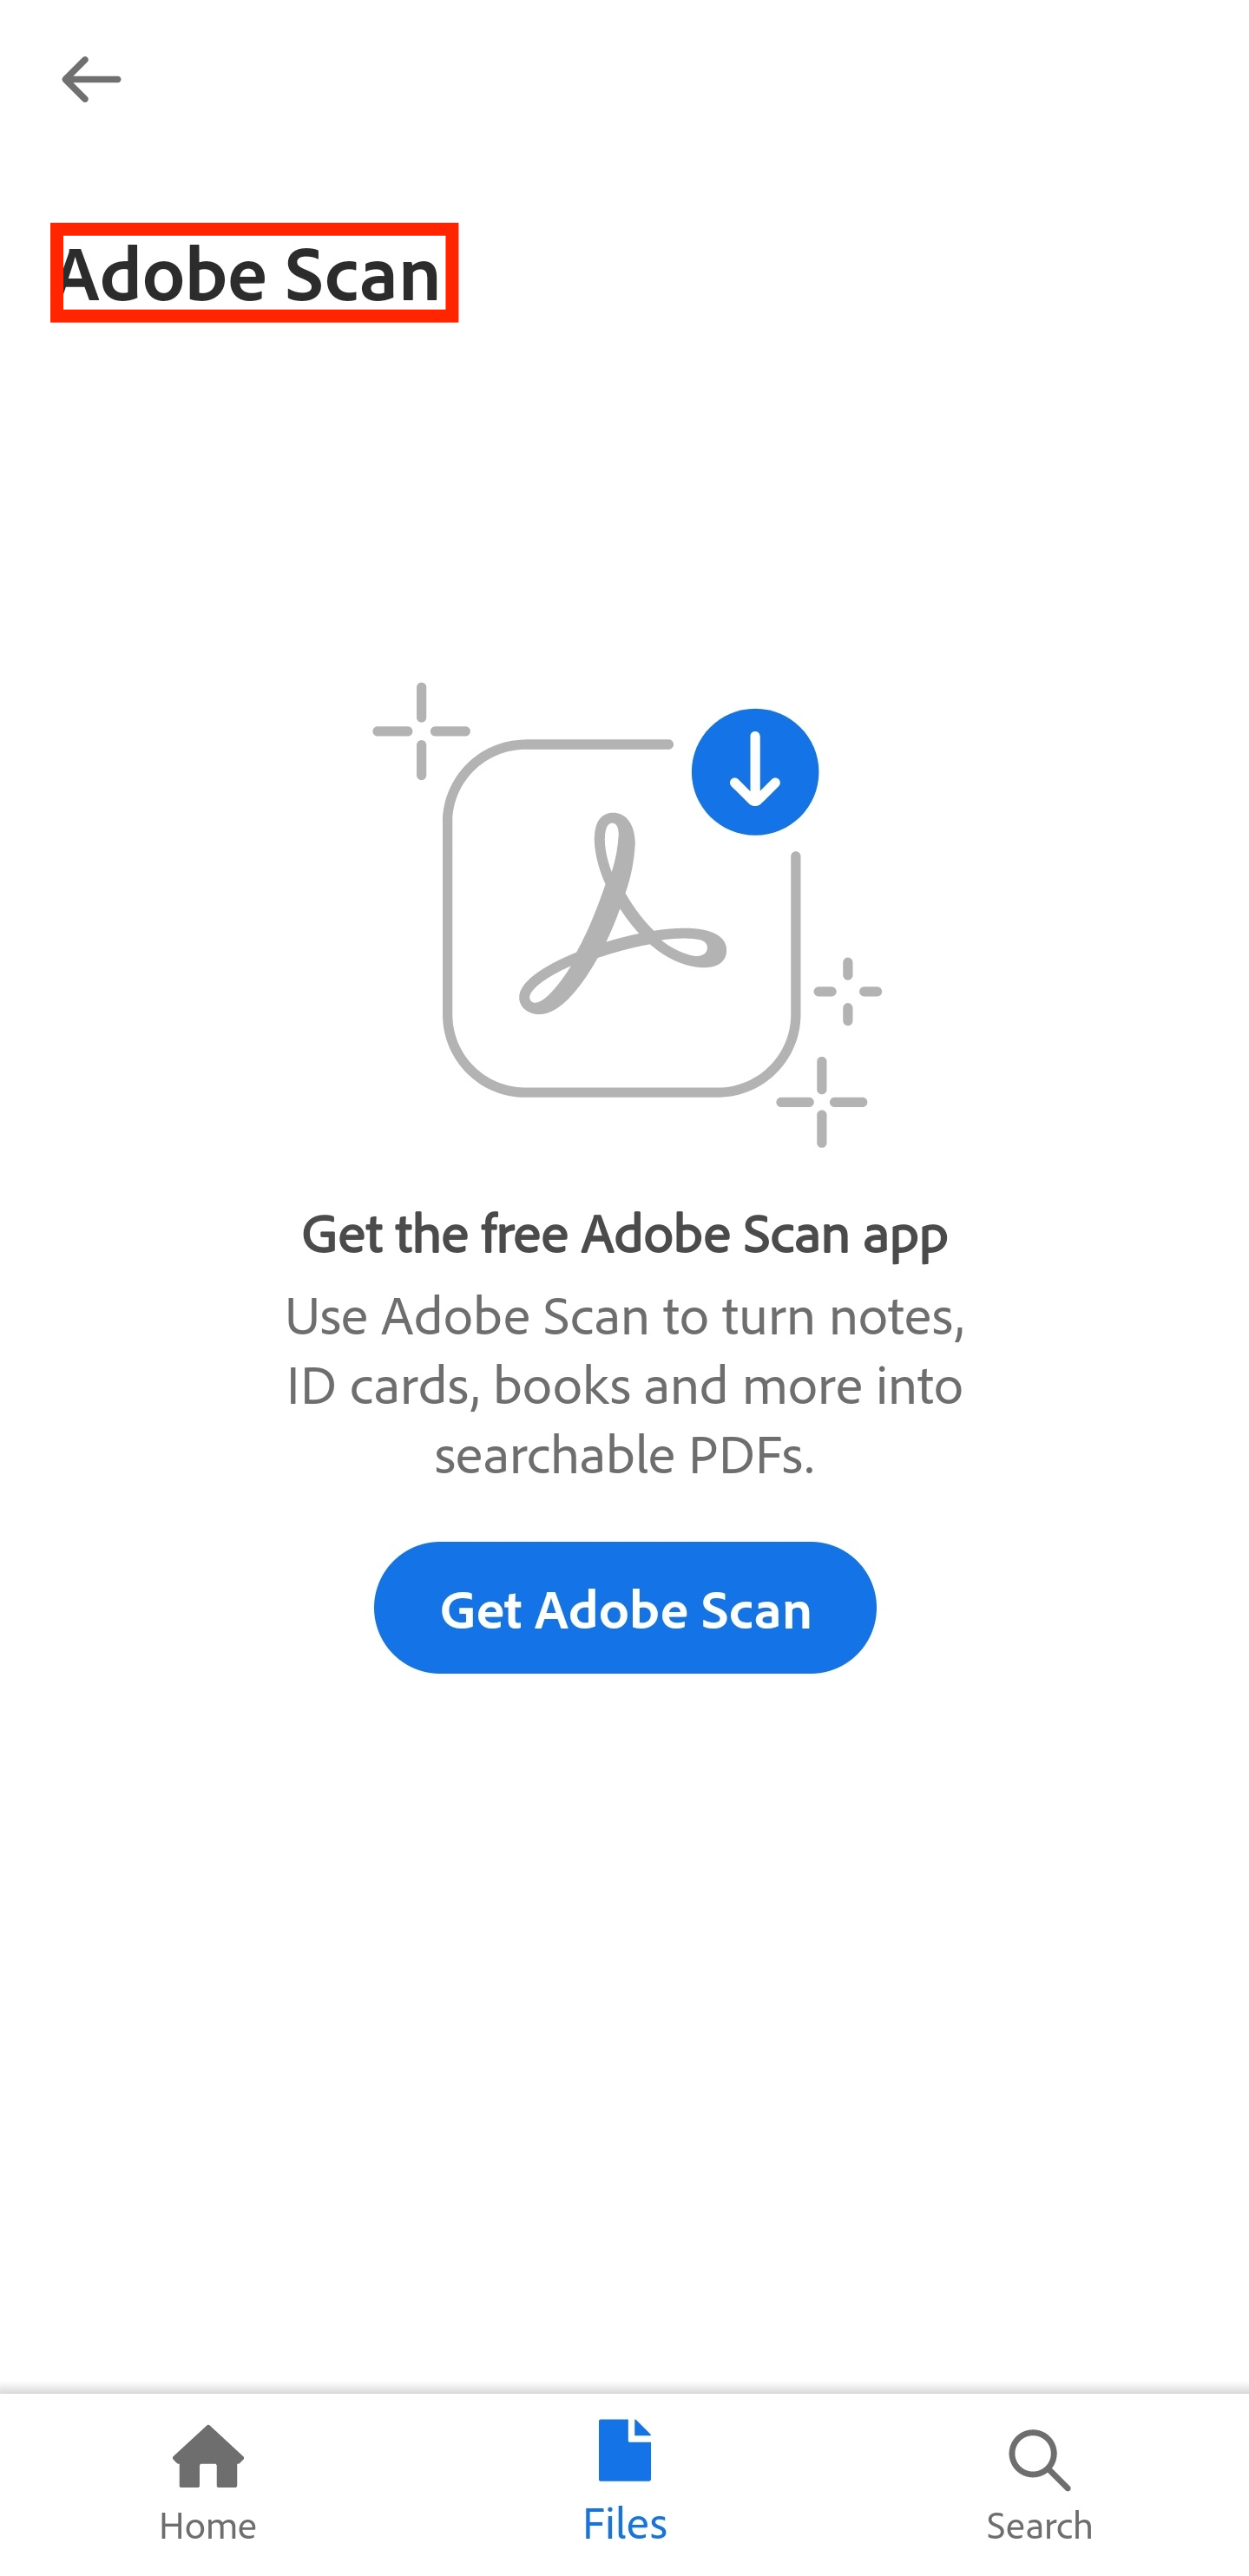 Adobe Scan
Get the free Adobe Scan app
Use Adobe Scan to turn notes,
ID cards, books and more into
searchable PDFs.
Get Adobe Scan
Home
Files
Search